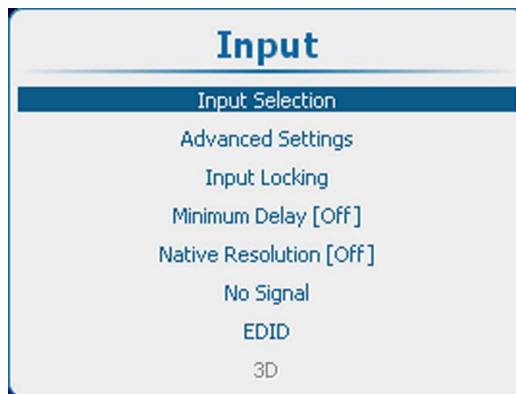 Input
Input Selection
Advanced Settings
Input Locking
Minimum Delay [Off]
Native Resolution [Off]
No Signal
EDID
3D